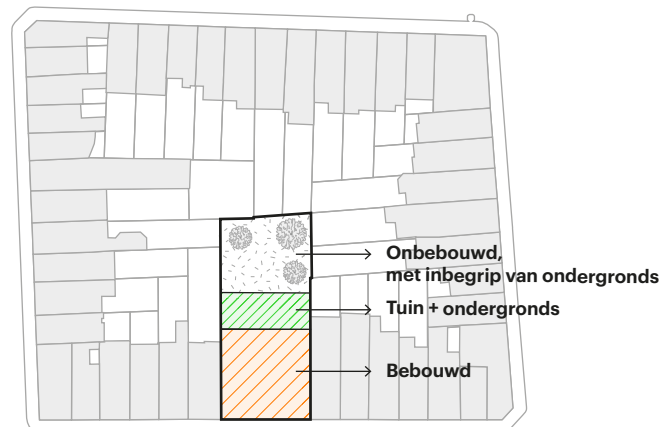 Onbebouwd,
met inbegrip van ondergronds
Tuin + ondergronds
Bebouwd